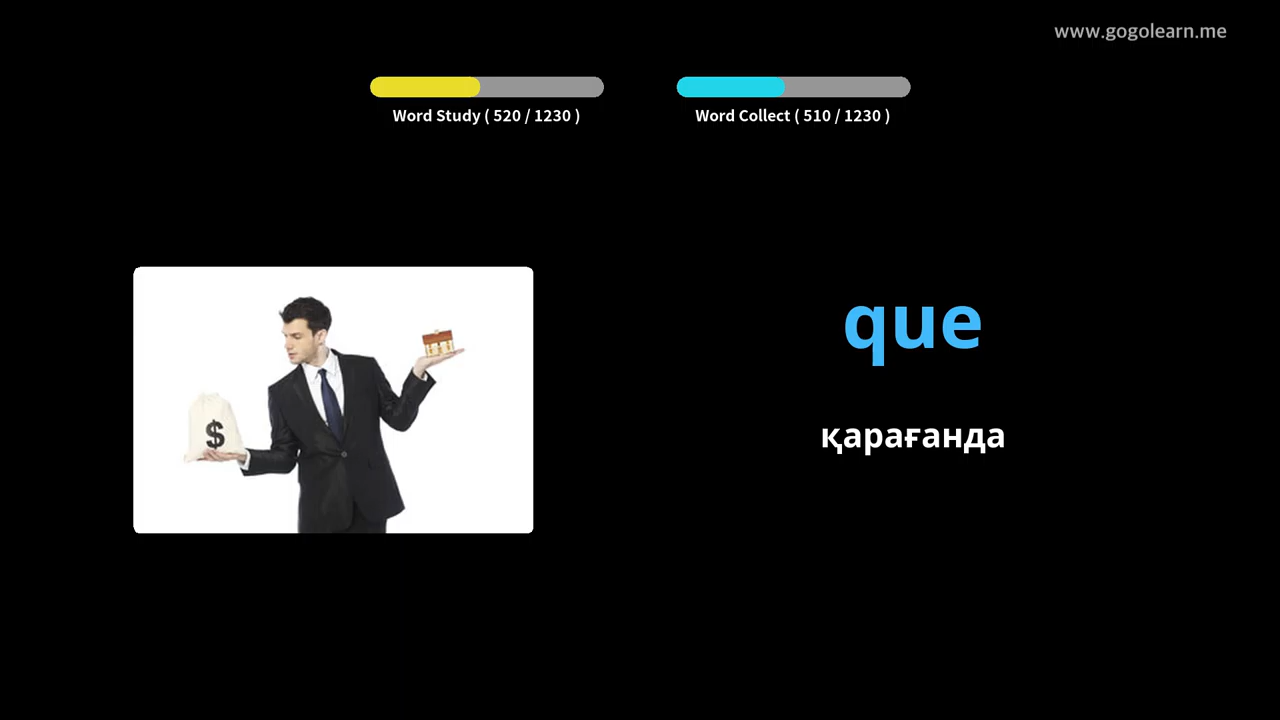 www.gogolearn.me
Word Study ( 520 / 1230 )
Word Collect ( 510 / 1230 )
$
que
қарағанда